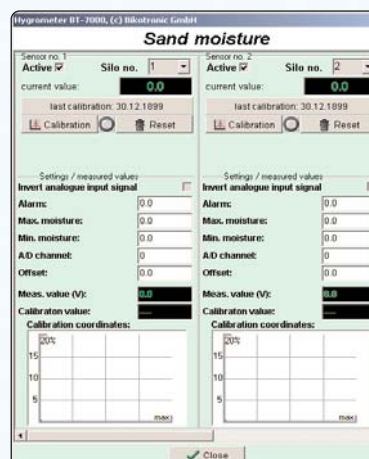 Hygrometer BT-7000, (c) Bikotronic GmbH
Sand moisture
Sensor no. 1
Active Silo no. 1
current value: 0.0
last calibration: 30.12.1899
Calibration Reset
Settings / measured values
Invert analogue input signal
Alarm: 0.0
Max. moisture: 0.0
Min. moisture: 0.0
A/D channel: 0
Offset: 0.0
Meas. value (V): 0.0
Calibraton value: ---
Calibration coordinates:
20%
15
10
5
max.
Sensor no. 2
Active Silo no. 2
current value: 0.0
last calibration: 30.12.1899
Calibration Reset
Settings / measured values
Invert analogue input signal
Alarm: 0.0
Max. moisture: 0.0
Min. moisture: 0.0
A/D channel: 0
Offset: 0.0
Meas. value (V): 0.0
Calibraton value: ---
Calibration coordinates:
20%
15
10
5
max.
Close